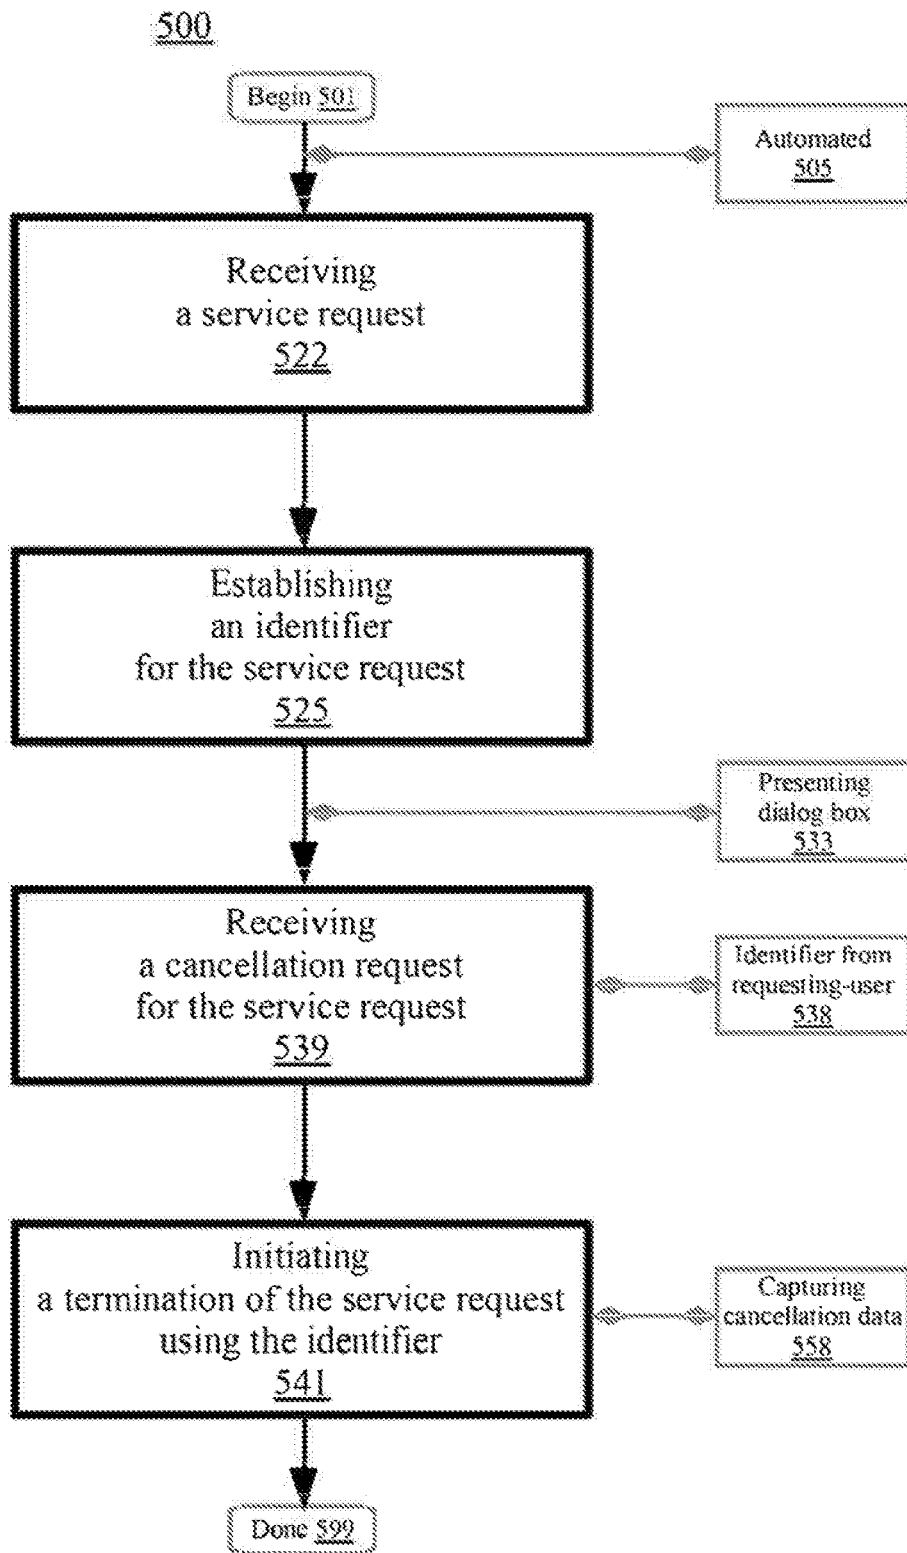 500
Begin 501
Automated
505
Receiving
a service request
522
Establishing
an identifier
for the service request
525
Presenting
dialog box
533
Receiving
a cancellation request
for the service request
539
Identifier from
requesting-user
538
Initiating
a termination of the service request
using the identifier
541
Capturing
cancellation data
558
Done 599